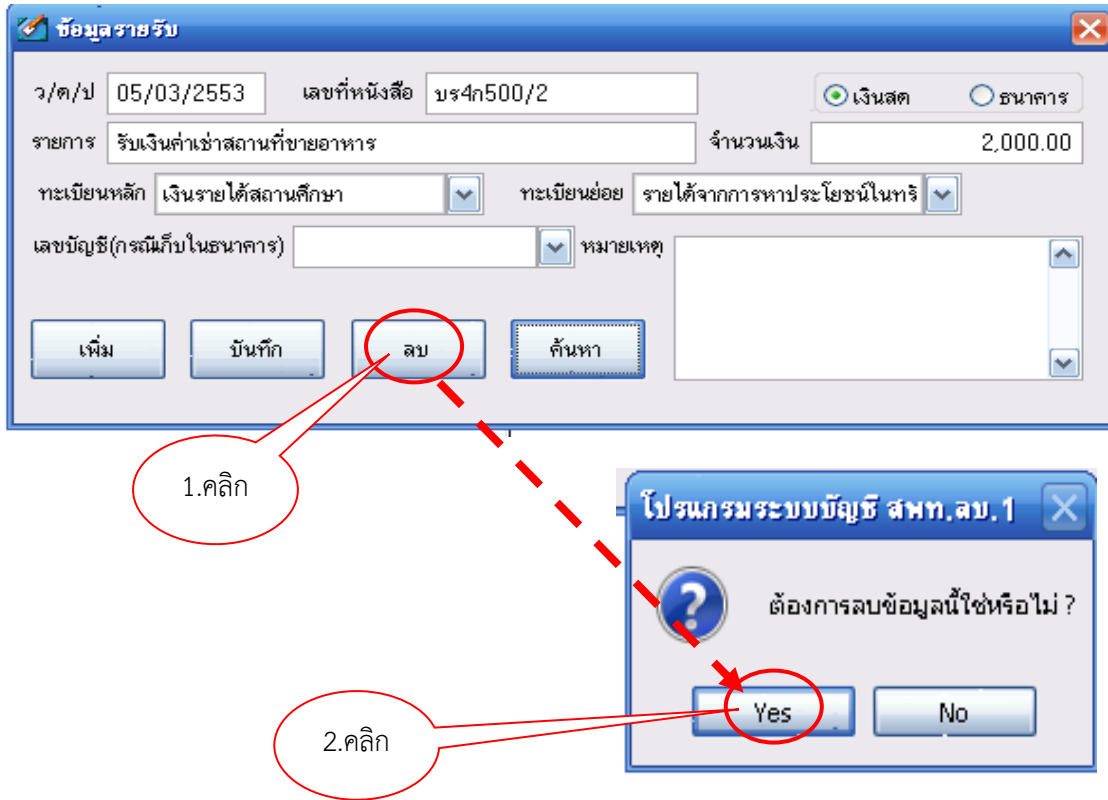 ข้อมูลรายรับ
ว/ด/ป 05/03/2553 เลขที่หนังสือ บร4ก500/2 เงินสด ธนาคาร
รายการ รับเงินค่าเช่าสถานที่ขายอาหาร จำนวนเงิน 2,000.00
ทะเบียนหลัก เงินรายได้สถานศึกษา ทะเบียนย่อย รายได้จากการหาประโยชน์ในทรั
เลขบัญชี(กรณีเก็บในธนาคาร) หมายเหตุ
เพิ่ม บันทึก ลบ ค้นหา
1.คลิก
โปรแกรมระบบบัญชี สพท.ลบ.1
ต้องการลบข้อมูลนี้ใช่หรือไม่ ?
Yes No
2.คลิก